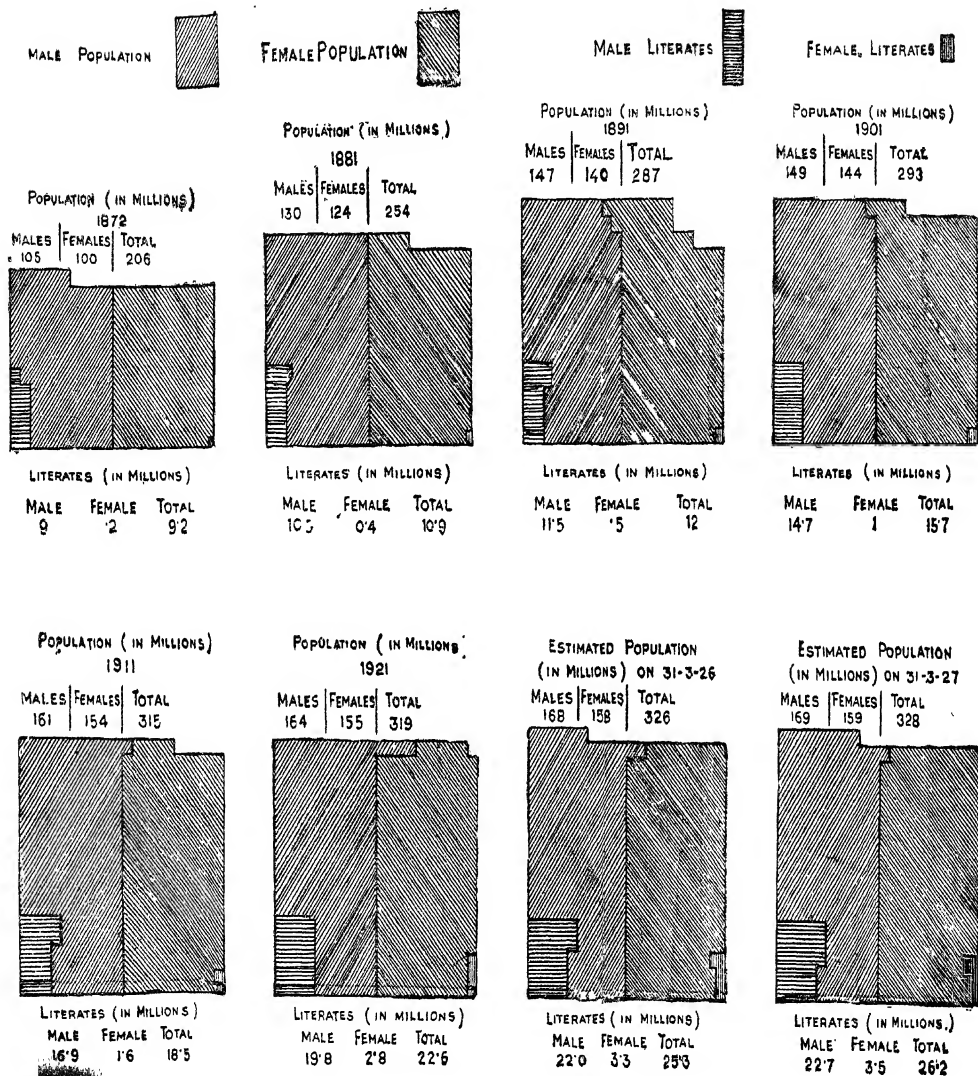 MALE POPULATION
FEMALE POPULATION
MALE LITERATES
FEMALE. LITERATES
POPULATION (IN MILLIONS)
1872
MALES FEMALES TOTAL
105 100 206
LITERATES (IN MILLIONS)
MALE FEMALE TOTAL
9 .2 9.2
POPULATION (IN MILLIONS)
1881
MALES FEMALES TOTAL
130 124 254
LITERATES (IN MILLIONS)
MALE FEMALE TOTAL
0.4 10.9
POPULATION (IN MILLIONS)
1891
MALES FEMALES TOTAL
147 140 287
LITERATES (IN MILLIONS)
MALE FEMALE TOTAL
11.5 .5 12
POPULATION (IN MILLIONS)
1901
MALES FEMALES TOTAL
149 144 293
LITERATES (IN MILLIONS)
MALE FEMALE TOTAL
14.7 1 15.7
POPULATION (IN MILLIONS)
1911
MALES FEMALES TOTAL
161 154 315
LITERATES (IN MILLIONS)
MALE FEMALE TOTAL
16.9 1.6 18.5
POPULATION (IN MILLIONS
1921
MALES FEMALES TOTAL
164 155 319
LITERATES (IN MILLIONS)
MALE FEMALE TOTAL
19.8 2.8 22.6
ESTIMATED POPULATION
(IN MILLIONS) ON 31-3-26
MALES FEMALES TOTAL
168 158 326
LITERATES (IN MILLIONS)
MALE FEMALE TOTAL
22.0 3.3 25.3
ESTIMATED POPULATION
(IN MILLIONS) ON 31-3-27
MALES FEMALES TOTAL
169 159 328
LITERATES (IN MILLIONS.)
MALE FEMALE TOTAL
22.7 3.5 26.2